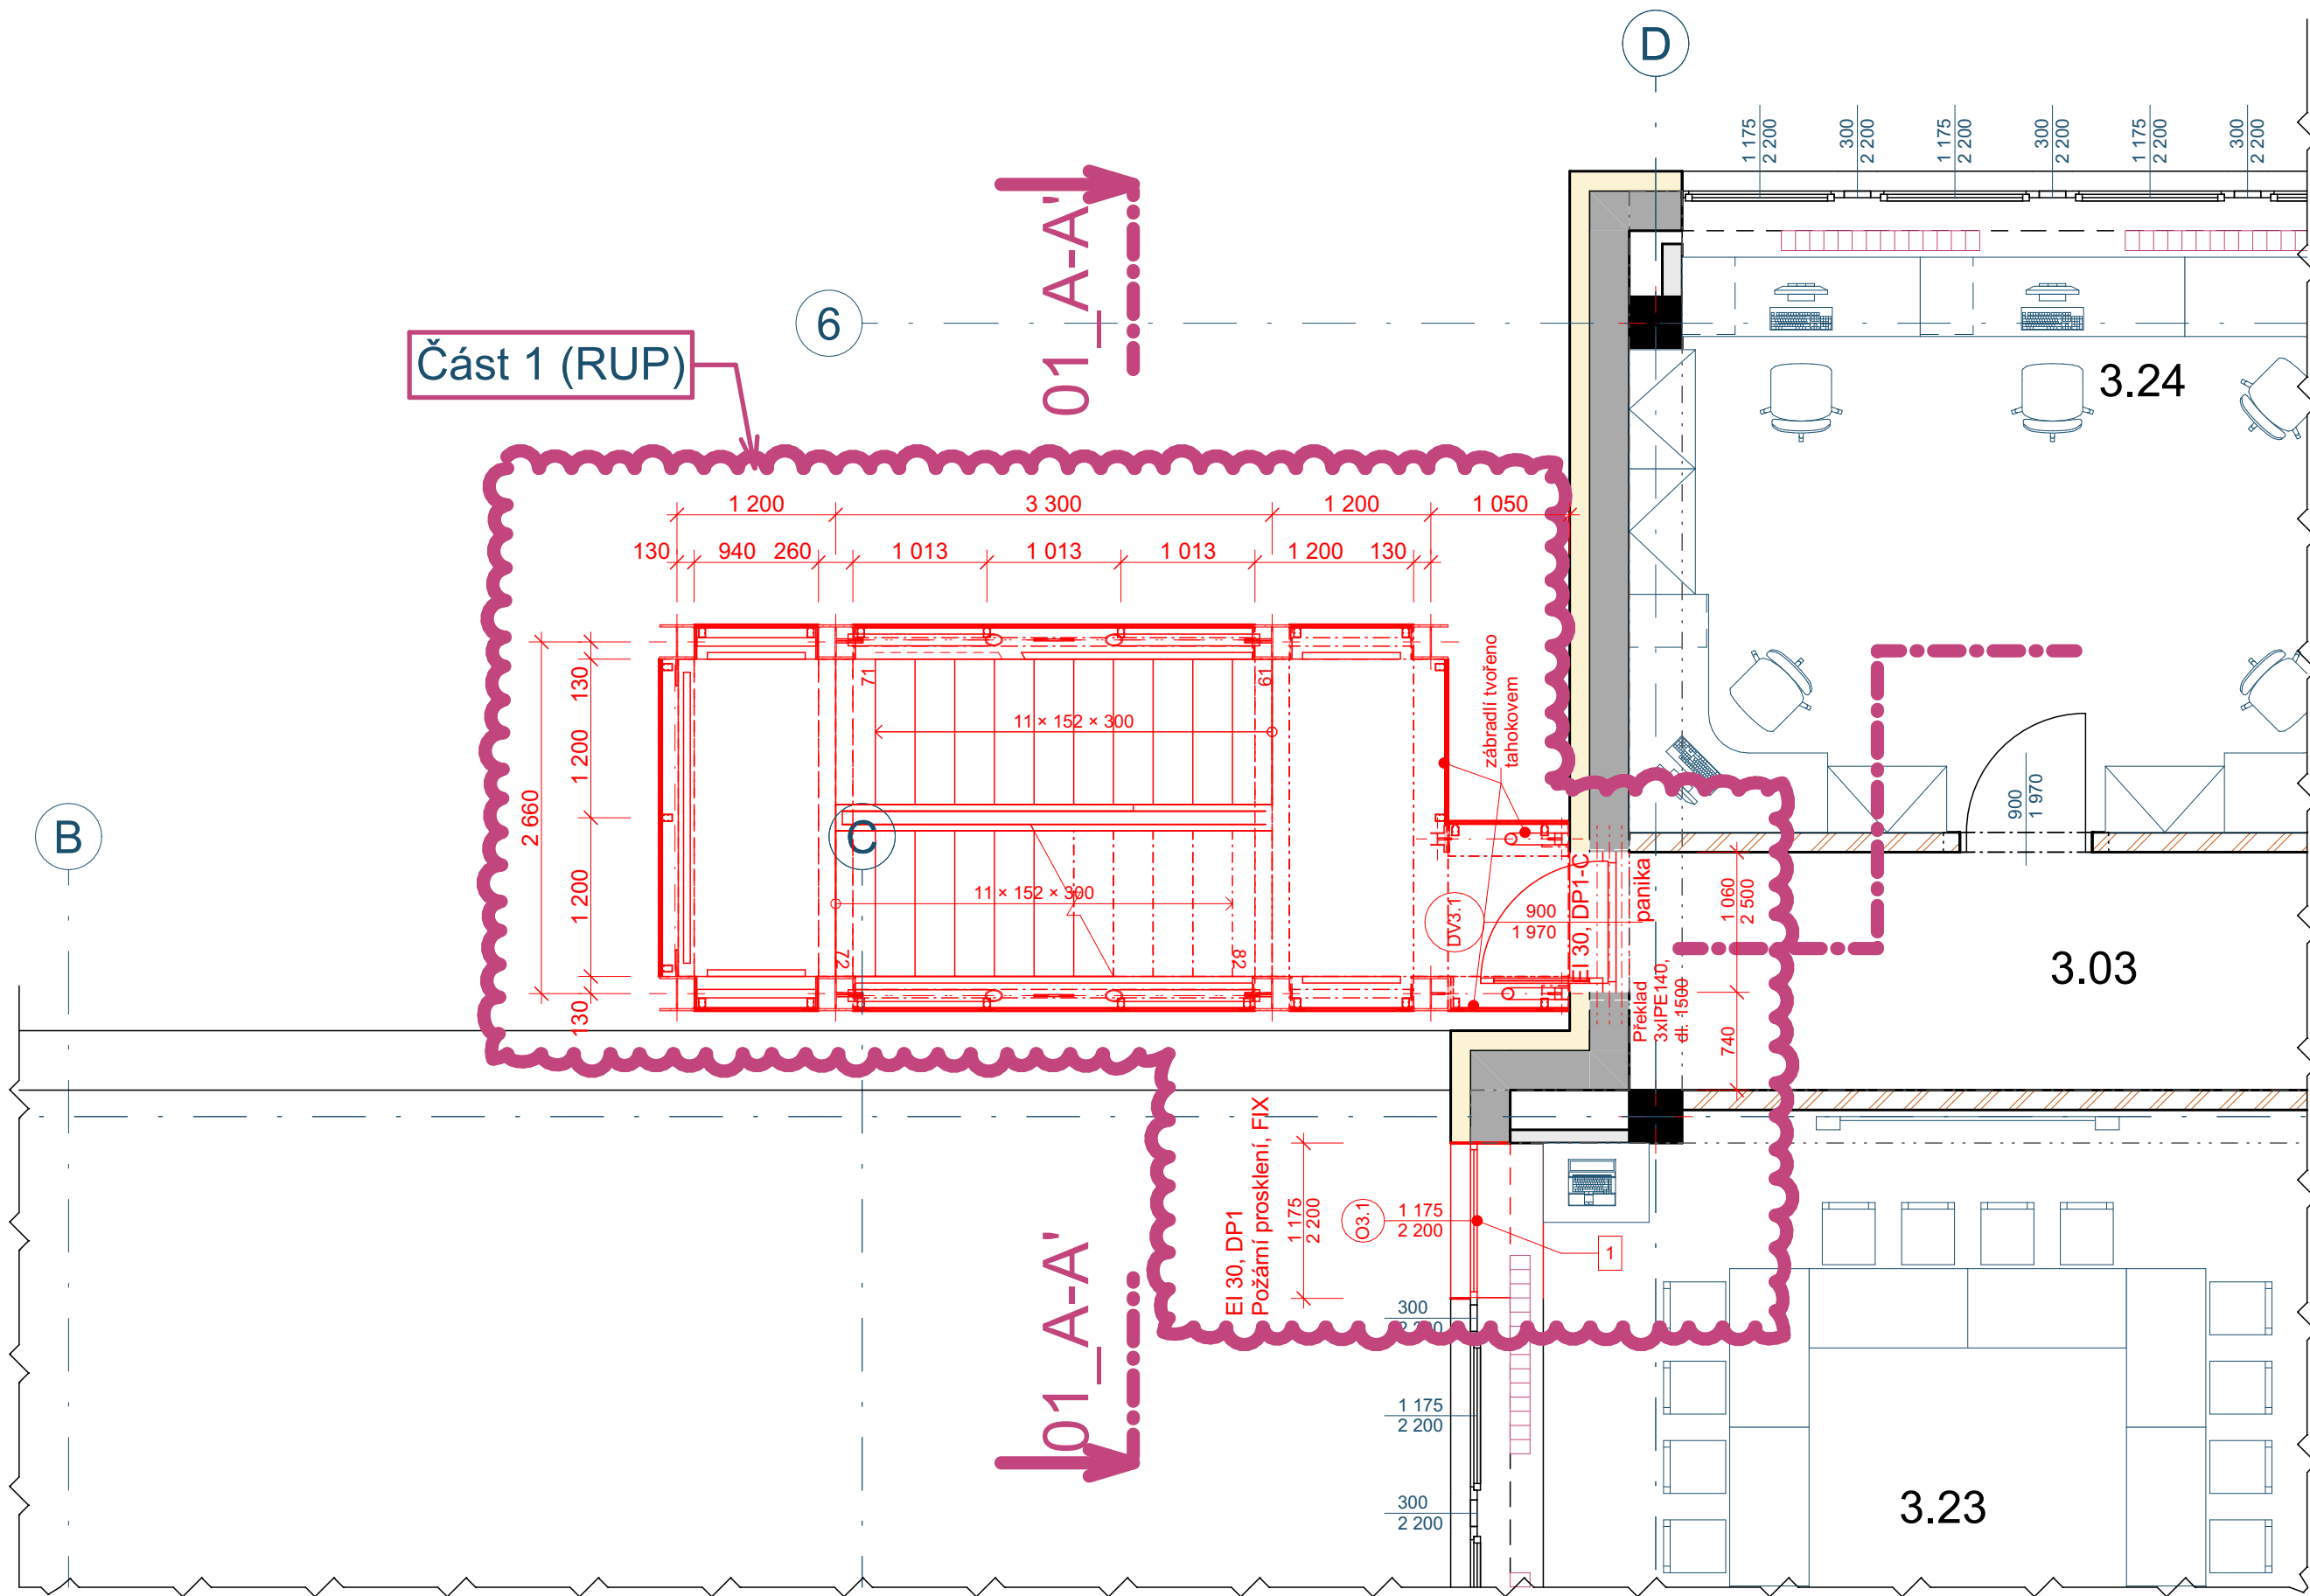 D
1 175
2 200
300
2 200
1 175
2 200
300
2 200
1 175
2 200
300
2 200
01_A-A'
6
Část 1 (RUP)
3.24
1 200
3 300
1 200
1 050
130
940
260
1 013
1 013
1 013
1 200
130
130
1 200
2 660
1 200
130
71
61
11 × 152 × 300
zábradlí tvořeno
tahokovem
B
C
11 × 152 × 300
72
82
DV3.1
900
1 970
EI 30, DP1-C
panika
900
1 970
1 060
2 500
740
Překlad
3xIPE140,
dl. 1500
3.03
EI 30, DP1
Požární prosklení, FIX
1 175
2 200
O3.1
1 175
2 200
1
300
2 200
01_A-A'
1 175
2 200
300
2 200
3.23